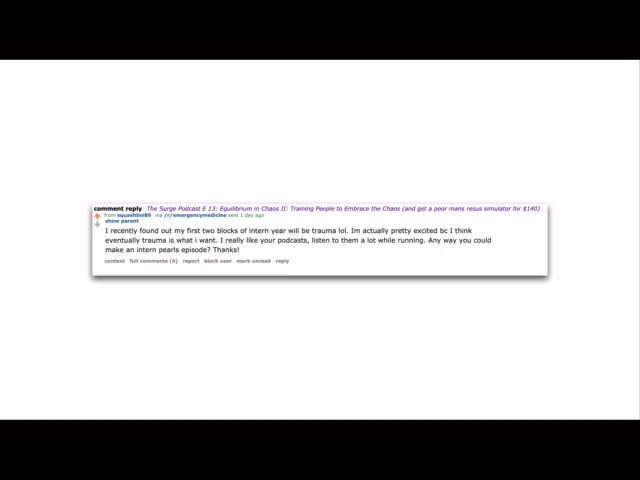 comment reply The Surge Podcast E 13: Equilibrium in Chaos II: Training People to Embrace the Chaos (and get a poor mans resus simulator for $140)
from squashboi89 via /r/emergencymedicine sent 1 day ago
show parent
I recently found out my first two blocks of intern year will be trauma lol. Im actually pretty excited bc I think
eventually trauma is what i want. I really like your podcasts, listen to them a lot while running. Any way you could
make an intern pearls episode? Thanks!
context full comments (4) report block user mark unread reply